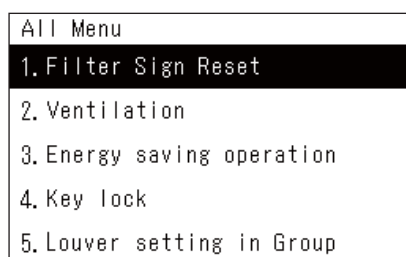 All Menu
1. Filter Sign Reset
2. Ventilation
3. Energy saving operation
4. Key lock
5. Louver setting in Group